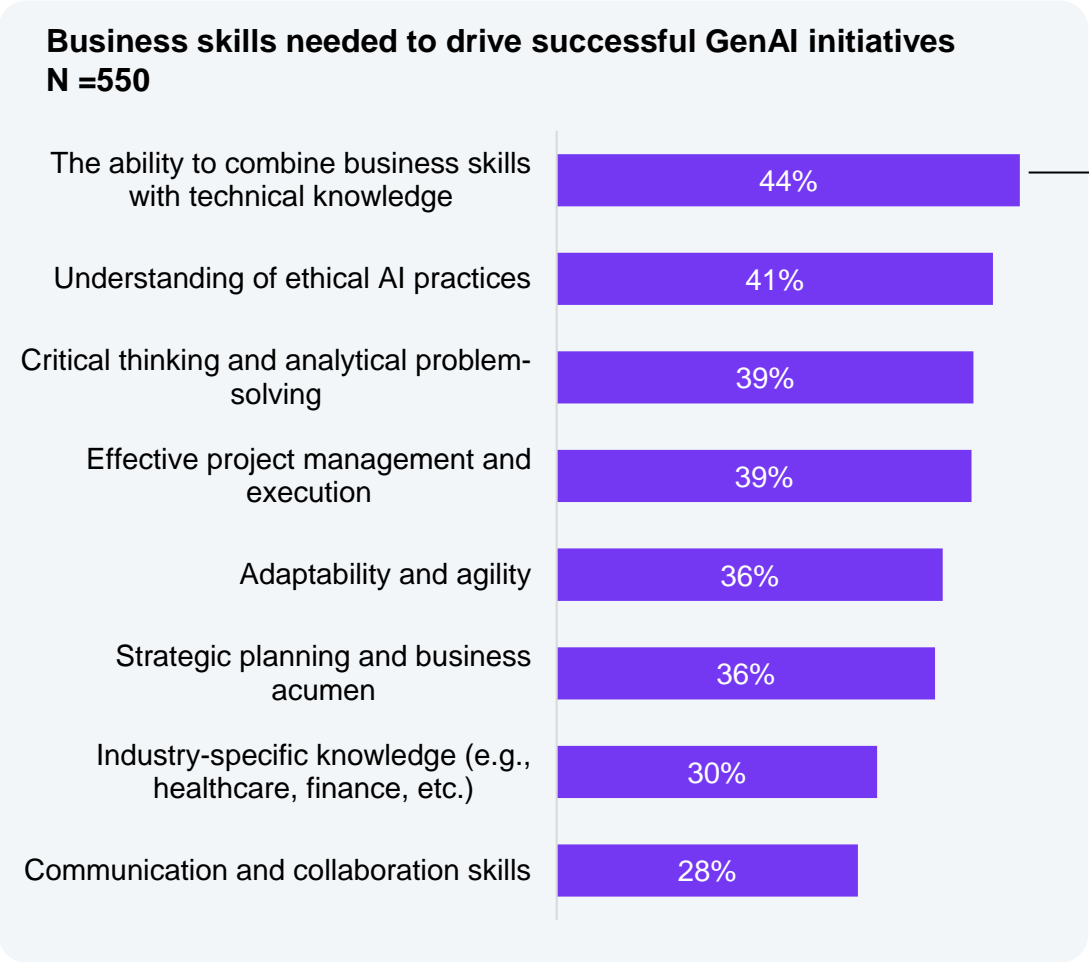 Business skills needed to drive successful GenAI initiatives
N =550
The ability to combine business skills
with technical knowledge
44%
Understanding of ethical AI practices
41%
Critical thinking and analytical problem-
solving
39%
Effective project management and
execution
39%
Adaptability and agility
36%
Strategic planning and business
acumen
36%
Industry-specific knowledge (e.g.,
healthcare, finance, etc.)
30%
Communication and collaboration skills
28%